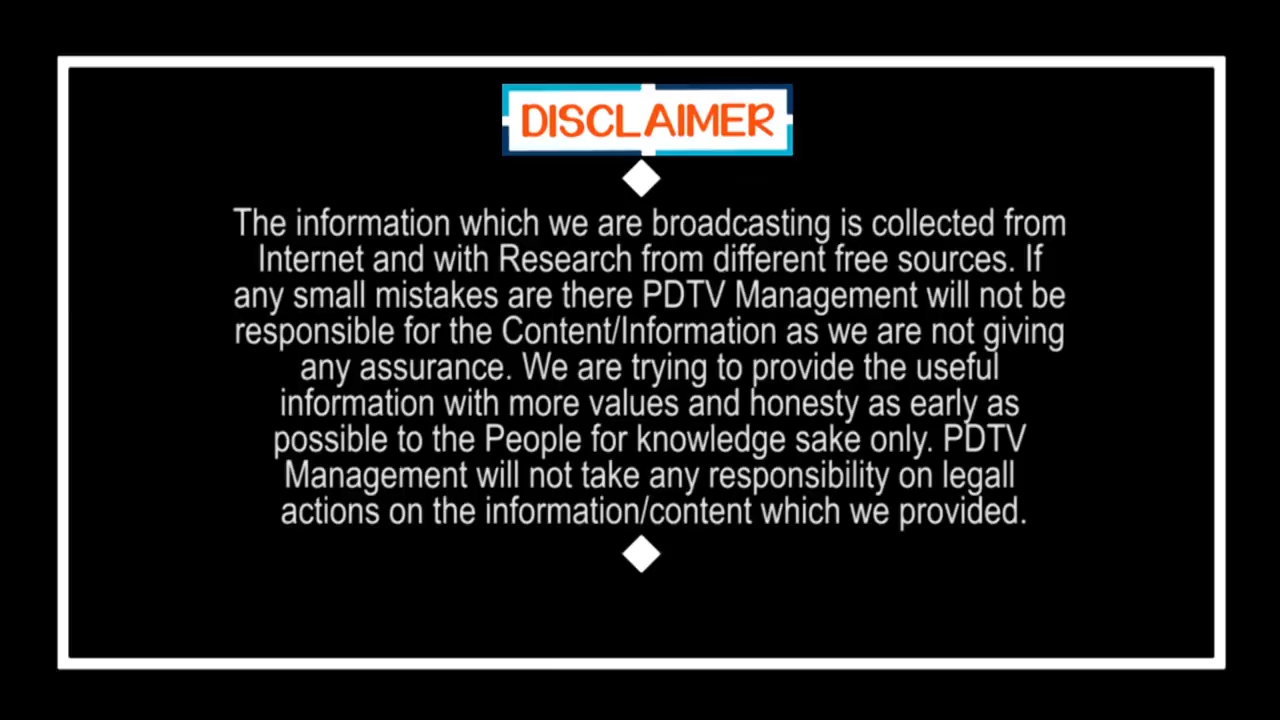 DISCLAIMER
The information which we are broadcasting is collected from
Internet and with Research from different free sources. If
any small mistakes are there PDTV Management will not be
responsible for the Content/Information as we are not giving
any assurance. We are trying to provide the useful
information with more values and honesty as early as
possible to the People for knowledge sake only. PDTV
Management will not take any responsibility on legall
actions on the information/content which we provided.